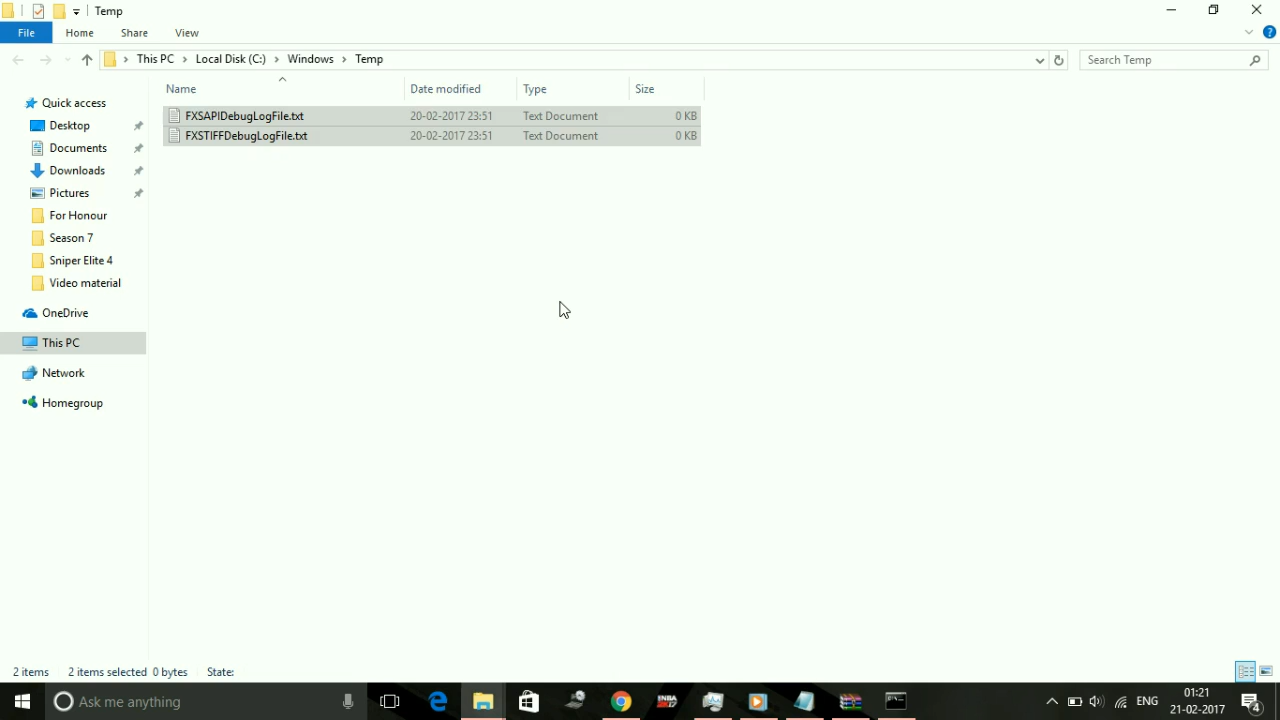 Temp
File Home Share View
This PC Local Disk (C:) Windows Temp Search Temp
Name Date modified Type Size
FXSAPIDebugLogFile.txt 20-02-2017 23:51 Text Document 0 KB
FXSTIFFDebugLogFile.txt 20-02-2017 23:51 Text Document 0 KB
Quick access
Desktop
Documents
Downloads
Pictures
For Honour
Season 7
Sniper Elite 4
Video material
OneDrive
This PC
Network
Homegroup
2 items 2 items selected 0 bytes State:
Ask me anything ENG 01:21
21-02-2017